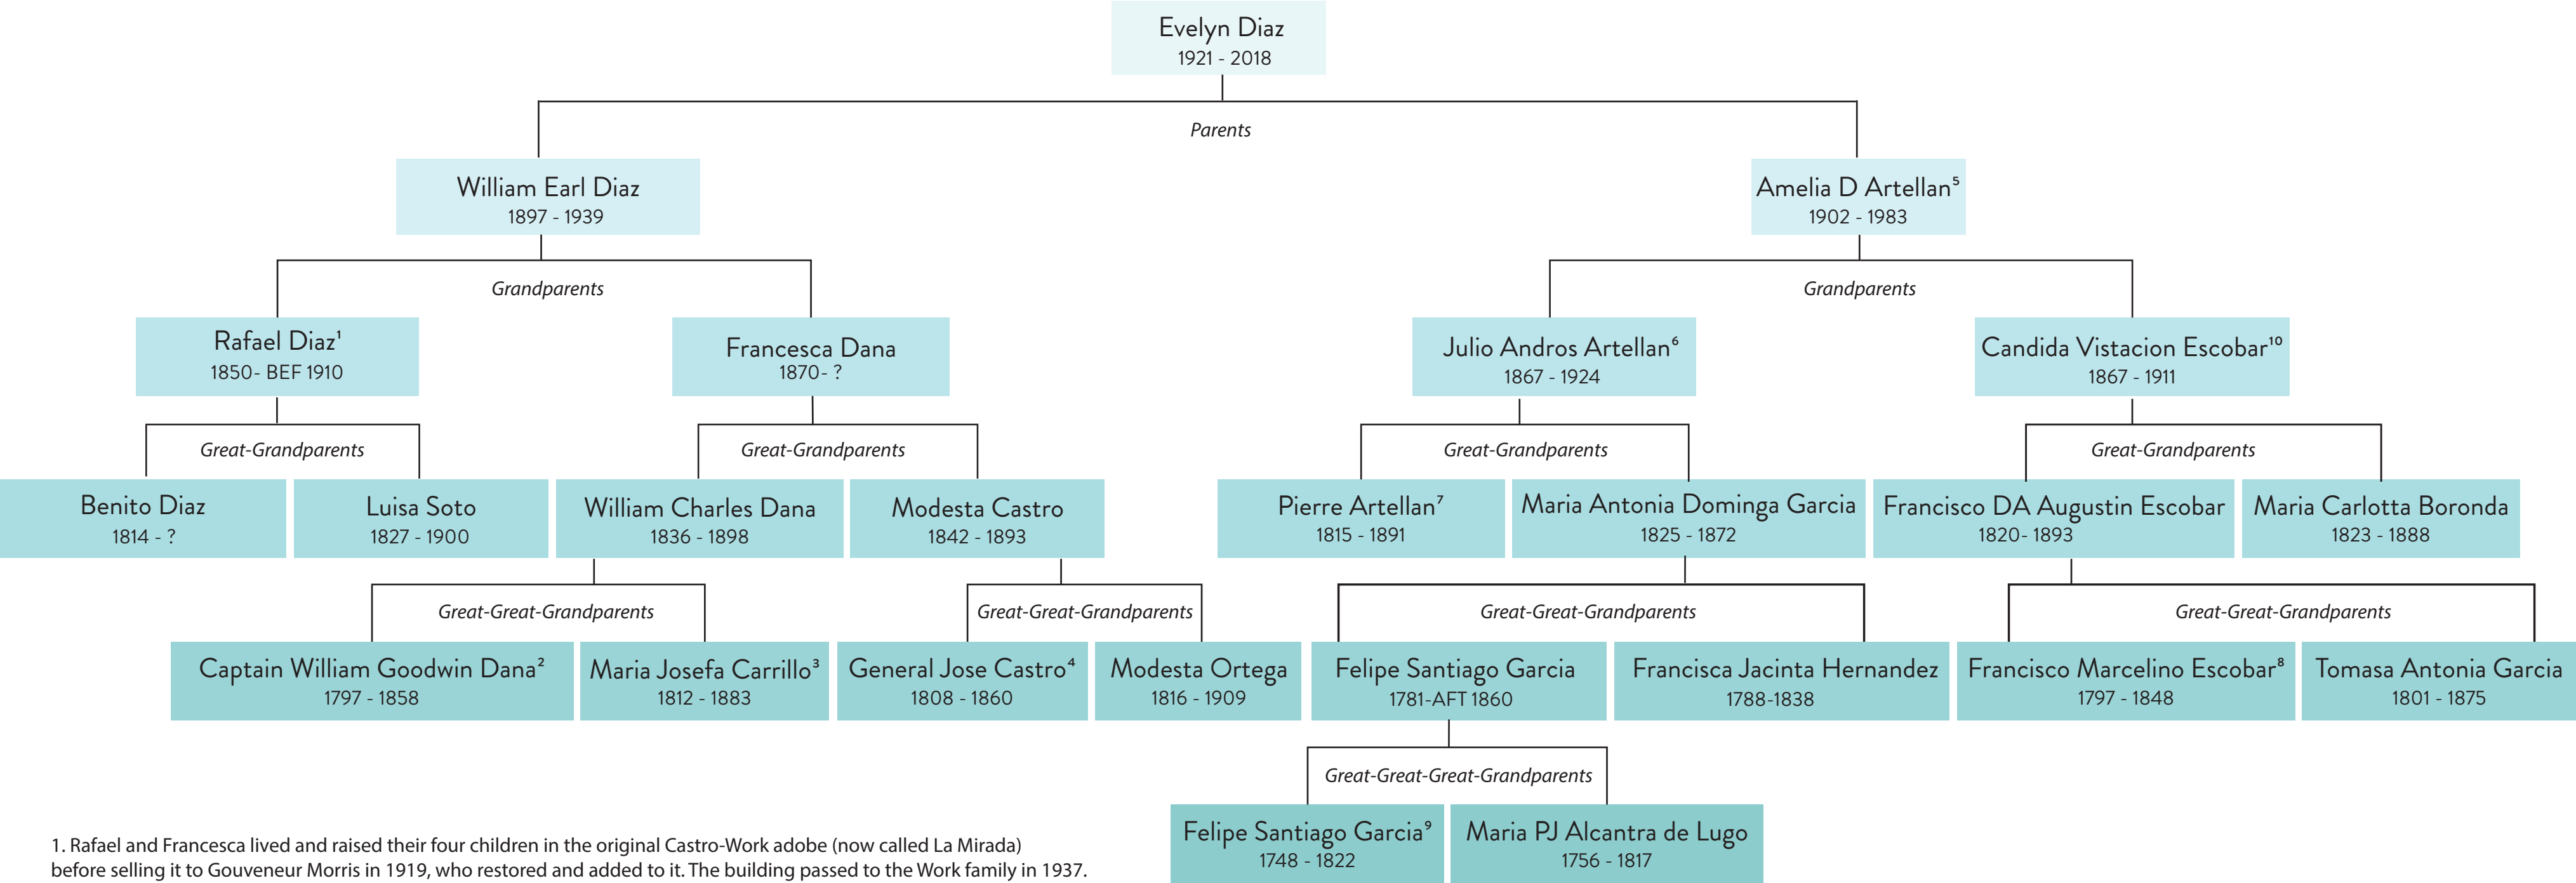 Evelyn Diaz
1921 - 2018
Parents
William Earl Diaz
1897 - 1939
Amelia D Artellan⁵
1902 - 1983
Grandparents
Grandparents
Rafael Diaz¹
1850- BEF 1910
Francesca Dana
1870- ?
Julio Andros Artellan⁶
1867 - 1924
Candida Vistacion Escobar¹⁰
1867 - 1911
Great-Grandparents
Great-Grandparents
Great-Grandparents
Great-Grandparents
Benito Diaz
1814 - ?
Luisa Soto
1827 - 1900
William Charles Dana
1836 - 1898
Modesta Castro
1842 - 1893
Pierre Artellan⁷
1815 - 1891
Maria Antonia Dominga Garcia
1825 - 1872
Francisco DA Augustin Escobar
1820- 1893
Maria Carlotta Boronda
1823 - 1888
Great-Great-Grandparents
Great-Great-Grandparents
Great-Great-Grandparents
Great-Great-Grandparents
Captain William Goodwin Dana²
1797 - 1858
Maria Josefa Carrillo³
1812 - 1883
General Jose Castro⁴
1808 - 1860
Modesta Ortega
1816 - 1909
Felipe Santiago Garcia
1781-AFT 1860
Francisca Jacinta Hernandez
1788-1838
Francisco Marcelino Escobar⁸
1797 - 1848
Tomasa Antonia Garcia
1801 - 1875
Great-Great-Great-Grandparents
Felipe Santiago Garcia⁹
1748 - 1822
Maria PJ Alcantra de Lugo
1756 - 1817
1. Rafael and Francesca lived and raised their four children in the original Castro-Work adobe (now called La Mirada)
before selling it to Gouveneur Morris in 1919, who restored and added to it. The building passed to the Work family in 1937.